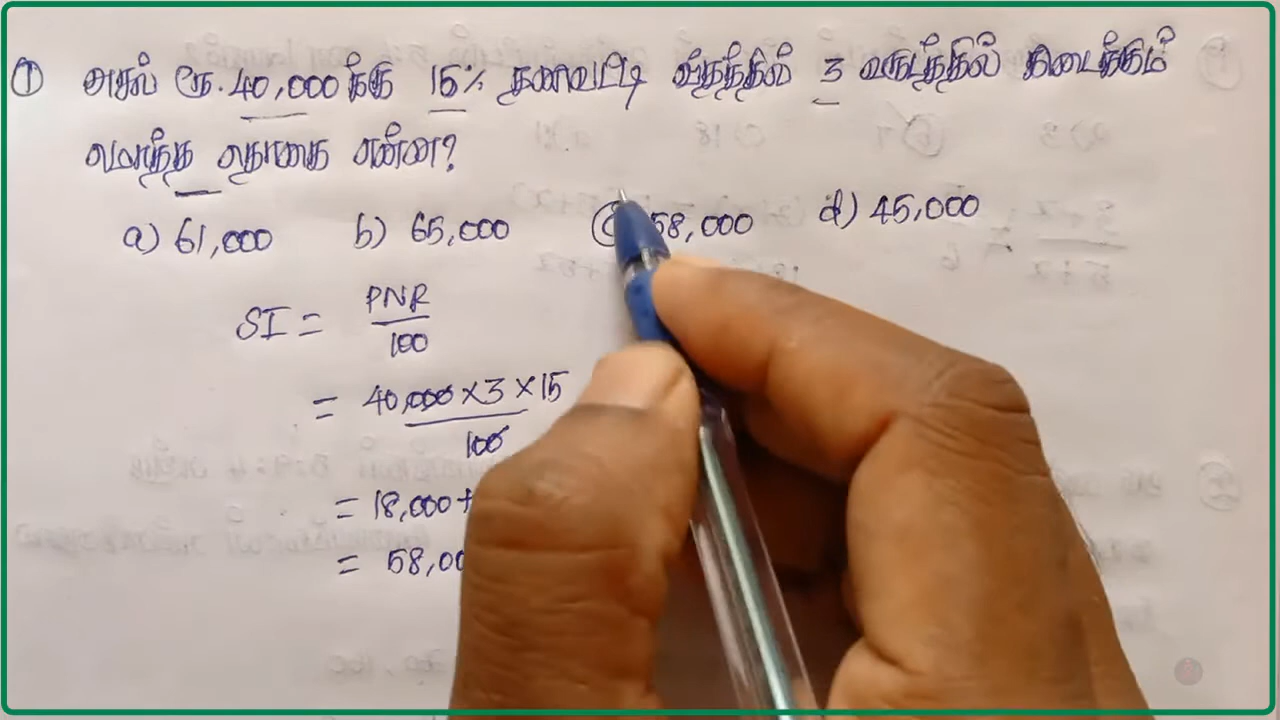 ① அசல் ரூ. 40,000 க்கு 15% தனிவட்டி வீதத்தில் 3 வருடத்தில் கிடைக்கும்
மொத்த தொகை என்ன?
a) 61,000 b) 65,000 58,000 d) 45,000
SI = PNR
100
= 40,000 × 3 × 15
100
= 18,000 +
= 58,00